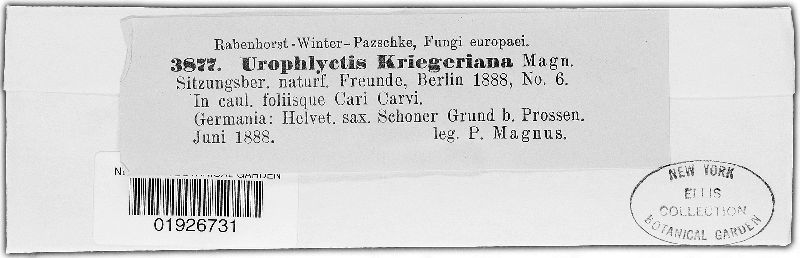 Rabenhorst-Winter-Pazschke, Fungi europaei.
3877. Urophlyctis Kriegeriana Magn.
Sitzungsber. naturf. Freunde, Berlin 1888, No. 6.
In caul. foliisque Cari Carvi.
Germania: Helvet. sax. Schoner Grund b. Prossen.
Juni 1888. leg. P. Magnus.
BOTANICAL GARDEN
01926731
NEW YORK
ELLIS
COLLECTION
BOTANICAL GARDEN